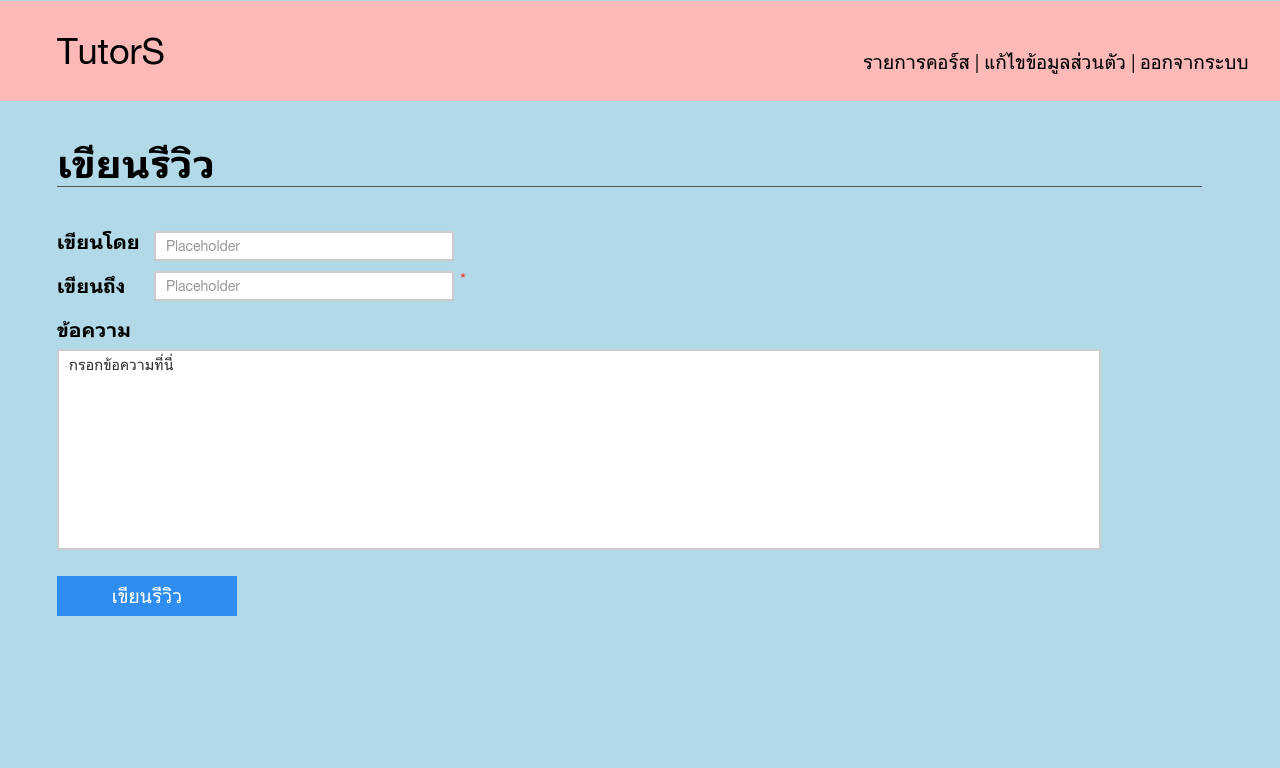 TutorS
รายการคอร์ส | แก้ไขข้อมูลส่วนตัว | ออกจากระบบ
เขียนรีวิว
เขียนโดย Placeholder
เขียนถึง Placeholder *
ข้อความ
กรอกข้อความที่นี่
เขียนรีวิว